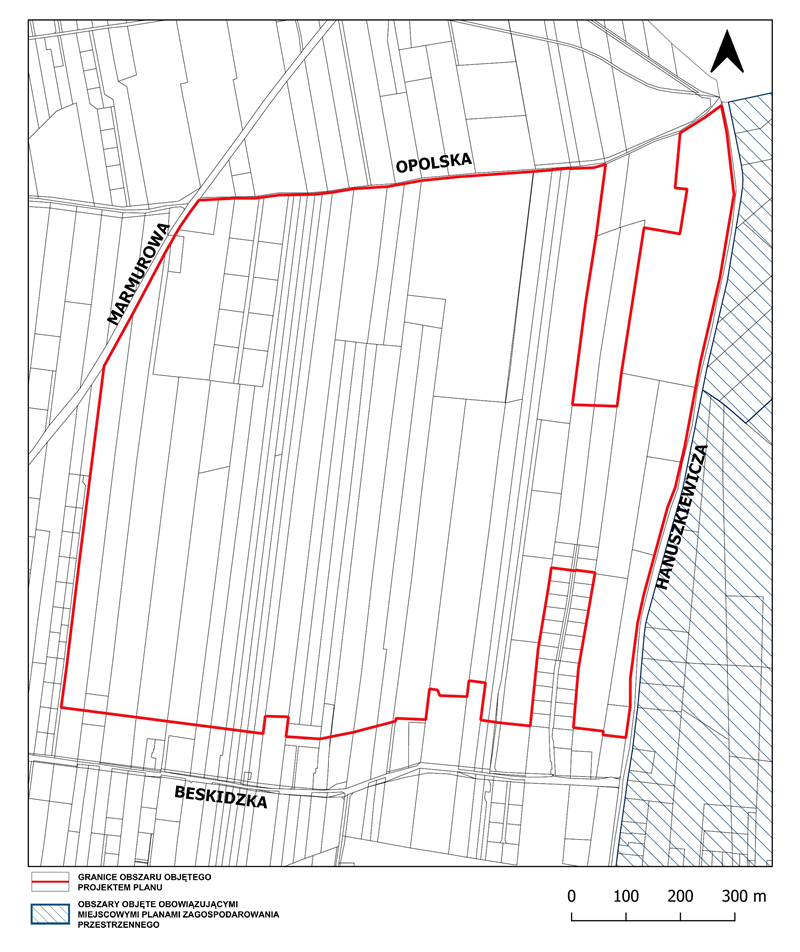 OPOLSKA
MARMUROWA
HANUSZKIEWICZA
BESKIDZKA
GRANICE OBSZARU OBJĘTEGO
PROJEKTEM PLANU
OBSZARY OBJĘTE OBOWIĄZUJĄCYMI
MIEJSCOWYMI PLANAMI ZAGOSPODAROWANIA
PRZESTRZENNEGO
0 100 200 300 m